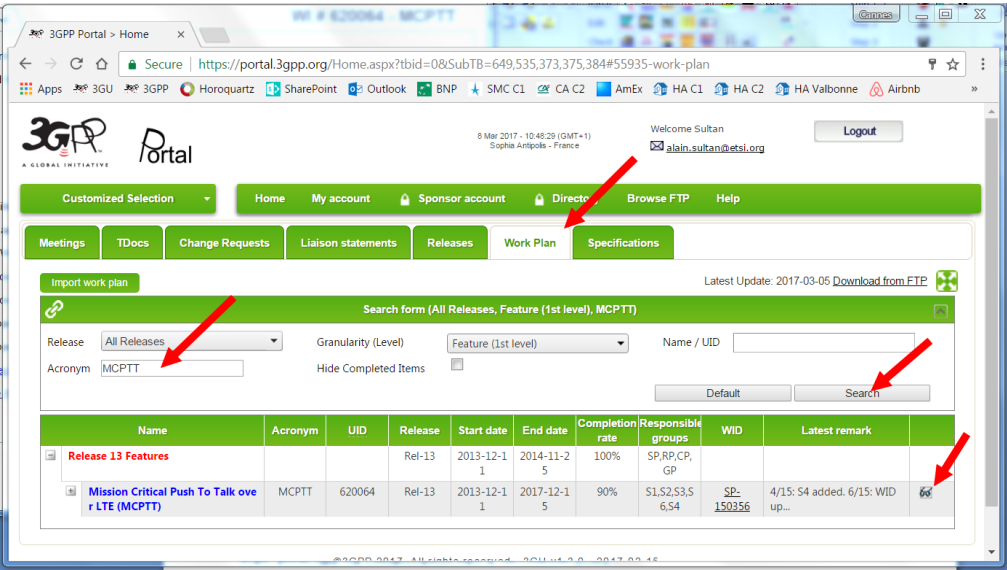 WI # 620064 - MCPTT
Cannes
3GPP Portal > Home
Secure | https://portal.3gpp.org/Home.aspx?tbid=0&SubTB=649,535,373,375,384#55935-work-plan
Apps 3GU 3GPP Horoquartz SharePoint Outlook BNP SMC C1 CA C2 AmEx HA C1 HA C2 HA Valbonne Airbnb »
3GPP
A GLOBAL INITIATIVE
Portal
8 Mar 2017 - 10:48:29 (GMT+1)
Sophia Antipolis - France
Welcome Sultan
alain.sultan@etsi.org
Logout
Customized Selection Home My account Sponsor account Directory Browse FTP Help
Meetings TDocs Change Requests Liaison statements Releases Work Plan Specifications
Import work plan Latest Update: 2017-03-05 Download from FTP
Search form (All Releases, Feature (1st level), MCPTT)
Release All Releases Granularity (Level) Feature (1st level) Name / UID
Acronym MCPTT Hide Completed Items
Default Search
Name Acronym UID Release Start date End date Completion rate Responsible groups WID Latest remark
Release 13 Features Rel-13 2013-12-1 2014-11-2 100% SP,RP,CP,
1 5 GP
Mission Critical Push To Talk ove MCPTT 620064 Rel-13 2013-12-1 2017-12-1 90% S1,S2,S3,S SP- 4/15: S4 added. 6/15: WID
r LTE (MCPTT) 1 5 6,S4 150356 up...
©3GPP 2017. All rights reserved. 3GU v1.3.0 2017-02-15